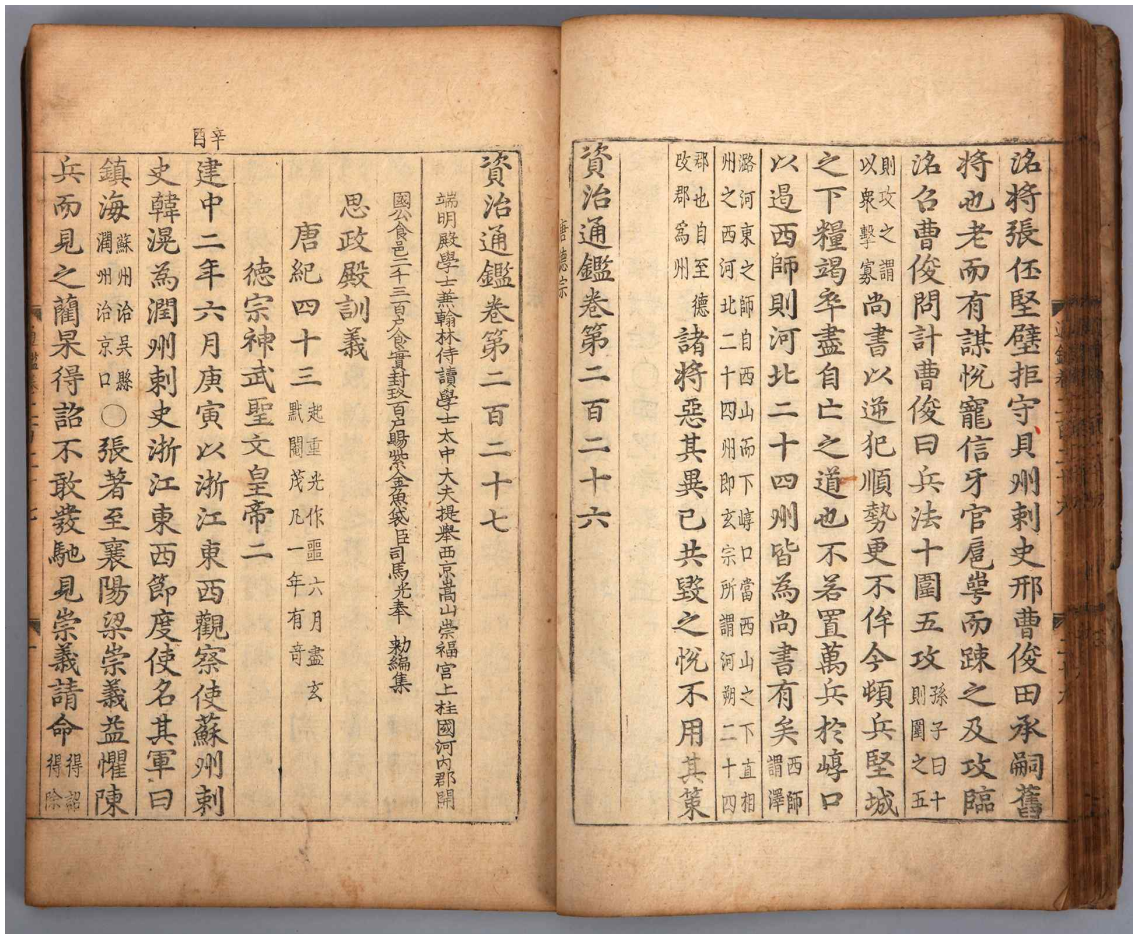 洺將張伾堅壁拒守貝州刺史邢曹俊田承嗣舊
將也老而有謀悅寵信牙官扈萼而踈之及攻臨
洺召曹俊問計曹俊曰兵法十圍五攻孫子曰十則圍之五
則攻之謂以衆擊寡尚書以逆犯順勢更不侔今頓兵堅城
之下糧竭卒盡自亡之道也不若置萬兵於崞口
以遏西師則河北二十四州皆為尚書有矣西師謂澤
潞河東之師自西山而下崞口當西山之下直相
州之西河北二十四州即玄宗所謂河朔二十四
郡也自至德改郡為州諸將惡其異己共毀之悅不用其策
資治通鑑卷第二百二十六
唐德宗
資治通鑑卷第二百二十七
端明殿學士兼翰林侍讀學士太中大夫提舉西京嵩山崇福宮上柱國河內郡開
國公食邑二千三百戶食實封玖百戶賜紫金魚袋臣司馬光奉 勑編集
思政殿訓義
唐紀四十三起重光作噩六月盡玄黓閹茂凡一年有奇
德宗神武聖文皇帝二
辛酉
建中二年六月庚寅以浙江東西觀察使蘇州刺
史韓滉為潤州刺史浙江東西節度使名其軍曰
鎮海蘇州治吳縣潤州治京口○張著至襄陽梁崇義益懼陳
兵而見之藺杲得詔不敢發馳見崇義請命得詔得除